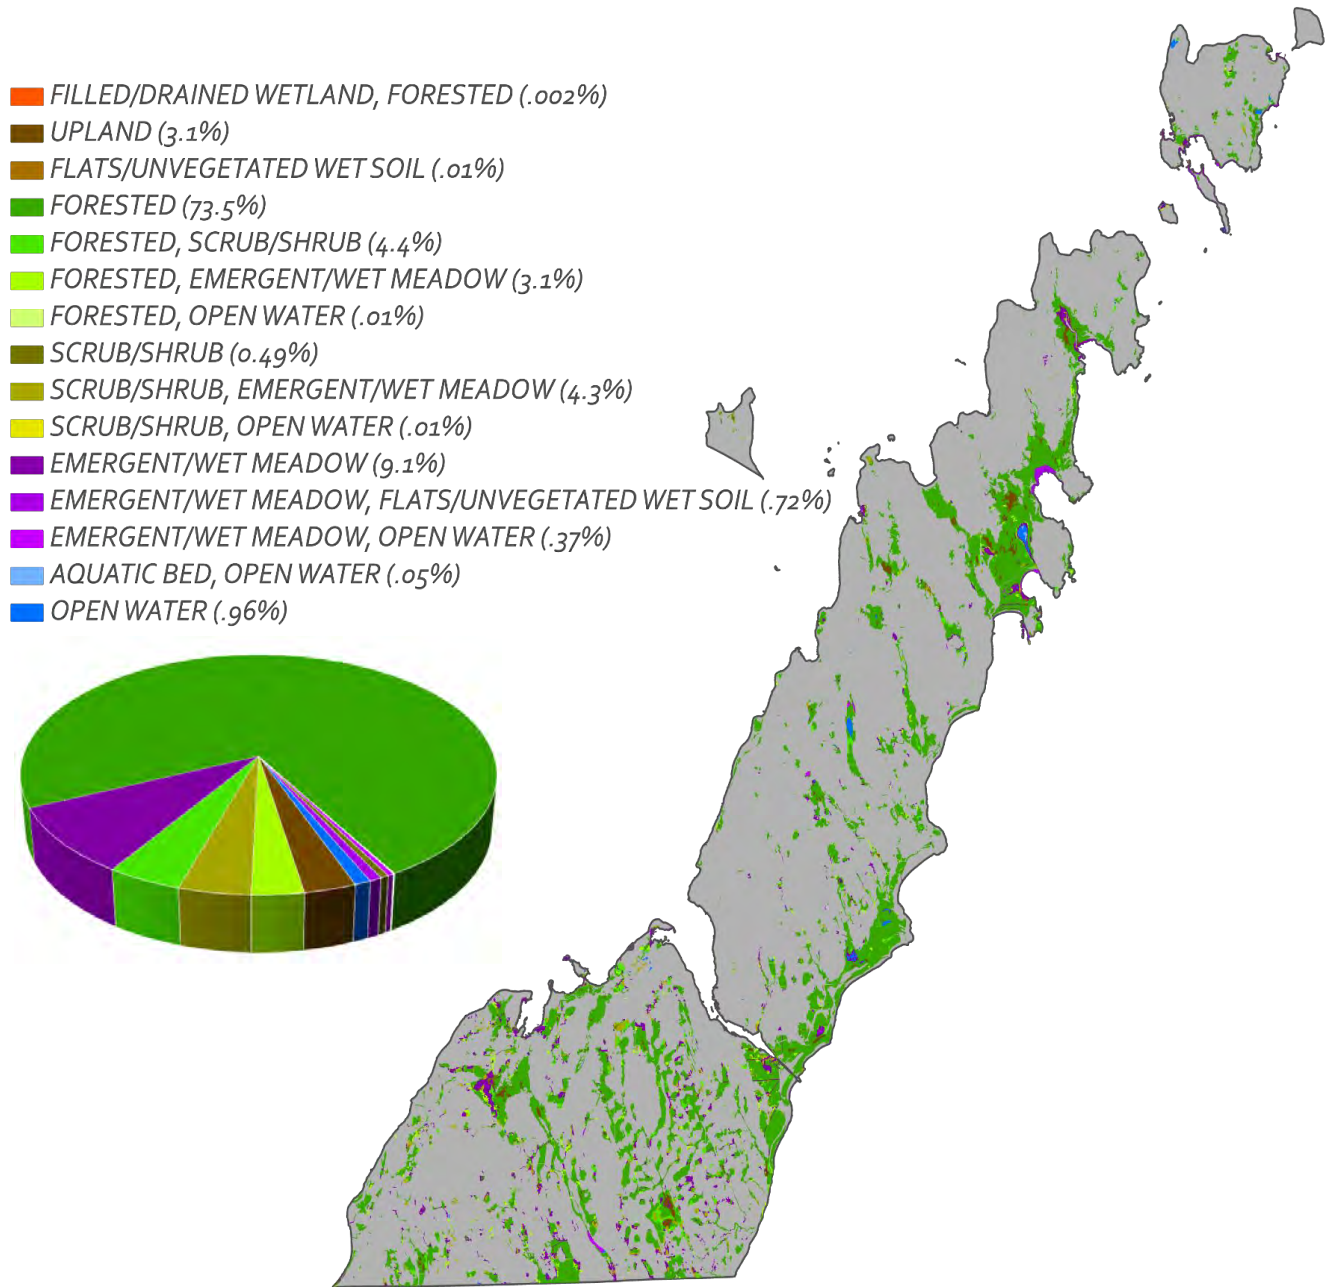 FILLED/DRAINED WETLAND, FORESTED (.002%)
UPLAND (3.1%)
FLATS/UNVEGETATED WET SOIL (.01%)
FORESTED (73.5%)
FORESTED, SCRUB/SHRUB (4.4%)
FORESTED, EMERGENT/WET MEADOW (3.1%)
FORESTED, OPEN WATER (.01%)
SCRUB/SHRUB (0.49%)
SCRUB/SHRUB, EMERGENT/WET MEADOW (4.3%)
SCRUB/SHRUB, OPEN WATER (.01%)
EMERGENT/WET MEADOW (9.1%)
EMERGENT/WET MEADOW, FLATS/UNVEGETATED WET SOIL (.72%)
EMERGENT/WET MEADOW, OPEN WATER (.37%)
AQUATIC BED, OPEN WATER (.05%)
OPEN WATER (.96%)